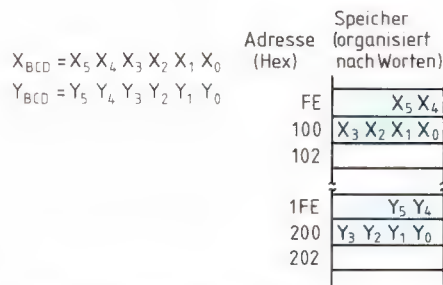 X_BCD = X5 X4 X3 X2 X1 X0
Y_BCD = Y5 Y4 Y3 Y2 Y1 Y0
Adresse
(Hex)
Speicher
(organisiert
nach Worten)
FE X5 X4
100 X3 X2 X1 X0
102
1FE Y5 Y4
200 Y3 Y2 Y1 Y0
202